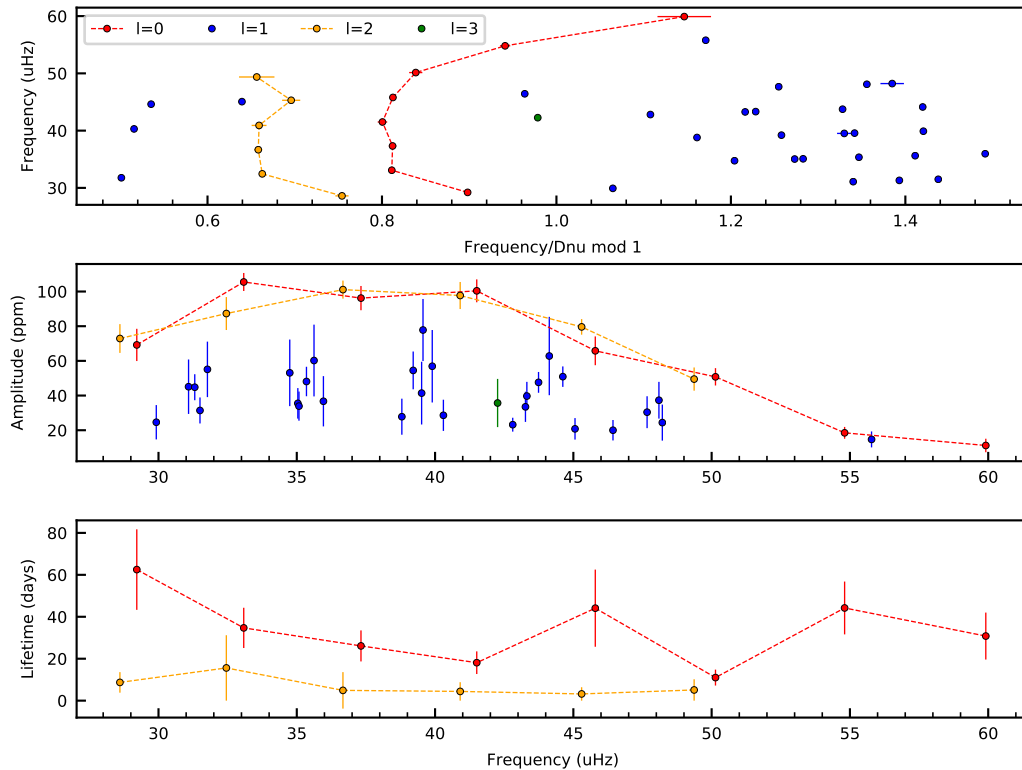 l=0 l=1 l=2 l=3
Frequency (uHz)
60
50
40
30
0.6 0.8 1.0 1.2 1.4
Frequency/Dnu mod 1
Amplitude (ppm)
100
80
60
40
20
30 35 40 45 50 55 60
Lifetime (days)
80
60
40
20
0
30 35 40 45 50 55 60
Frequency (uHz)